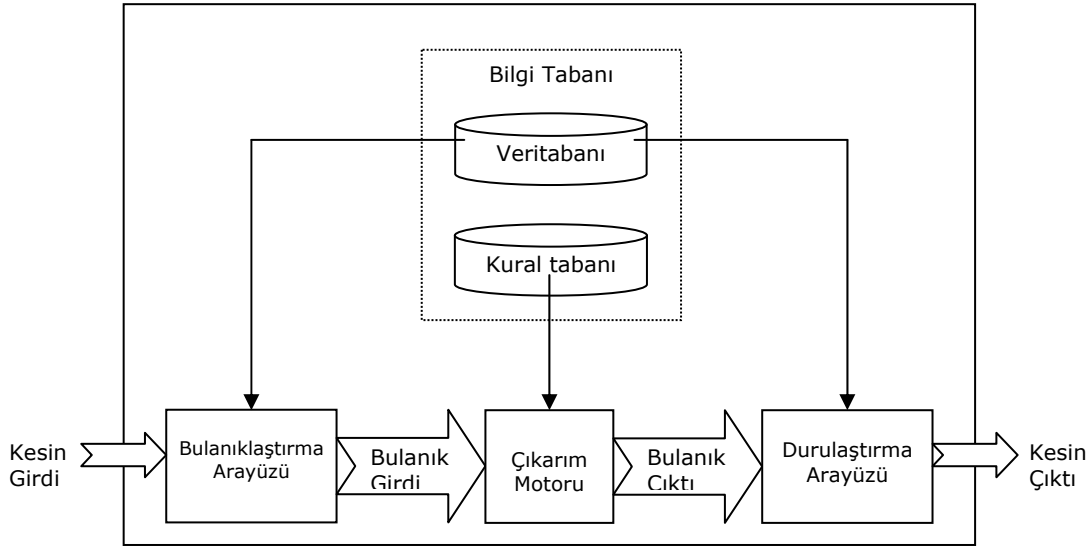 Bilgi Tabanı
Veritabanı
Kural tabanı
Kesin
Girdi
Bulanıklaştırma
Arayüzü
Bulanık
Girdi
Çıkarım
Motoru
Bulanık
Çıktı
Durulaştırma
Arayüzü
Kesin
Çıktı